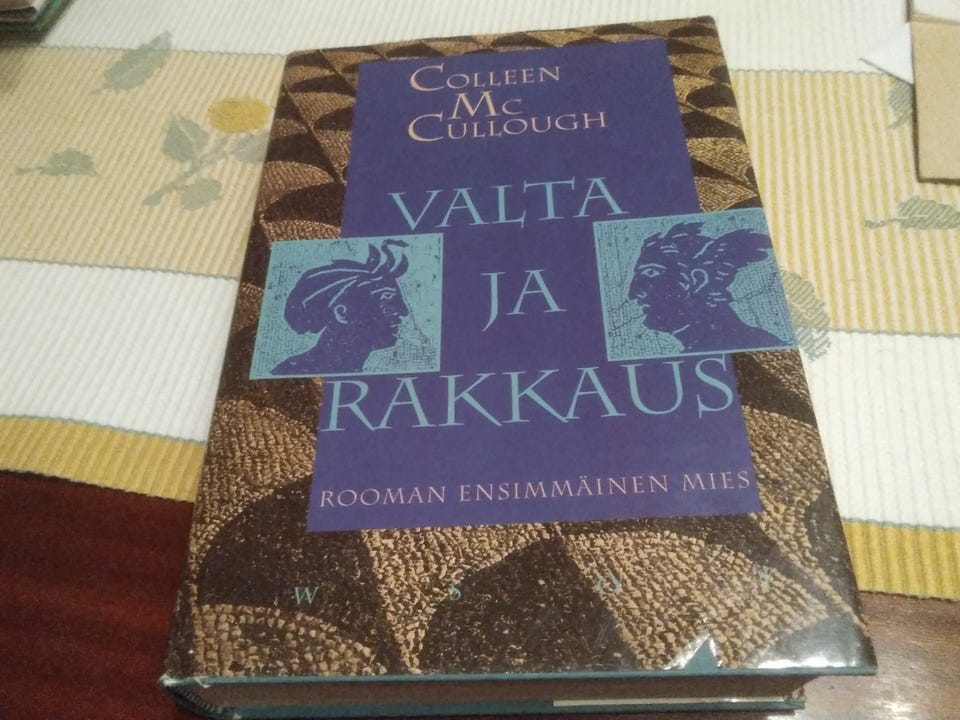 COLLEEN
MC
CULLOUGH
VALTA
JA
RAKKAUS
ROOMAN ENSIMMÄINEN MIES
W S O Y